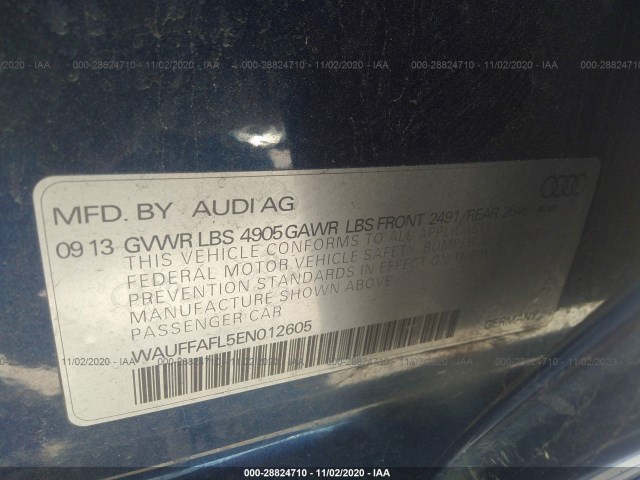 MFD. BY AUDI AG
09 13 GVWR LBS 4905 GAWR LBS FRONT 2491/REAR
THIS VEHICLE CONFORMS TO ALL
FEDERAL MOTOR VEHICLE SAFETY, BUMPER
PREVENTION STANDARDS IN EFFECT ON
MANUFACTURE SHOWN ABOVE
PASSENGER CAR
WAUFFAFL5EN012605
GERMANY
000-28824710 - 11/02/2020 - IAA